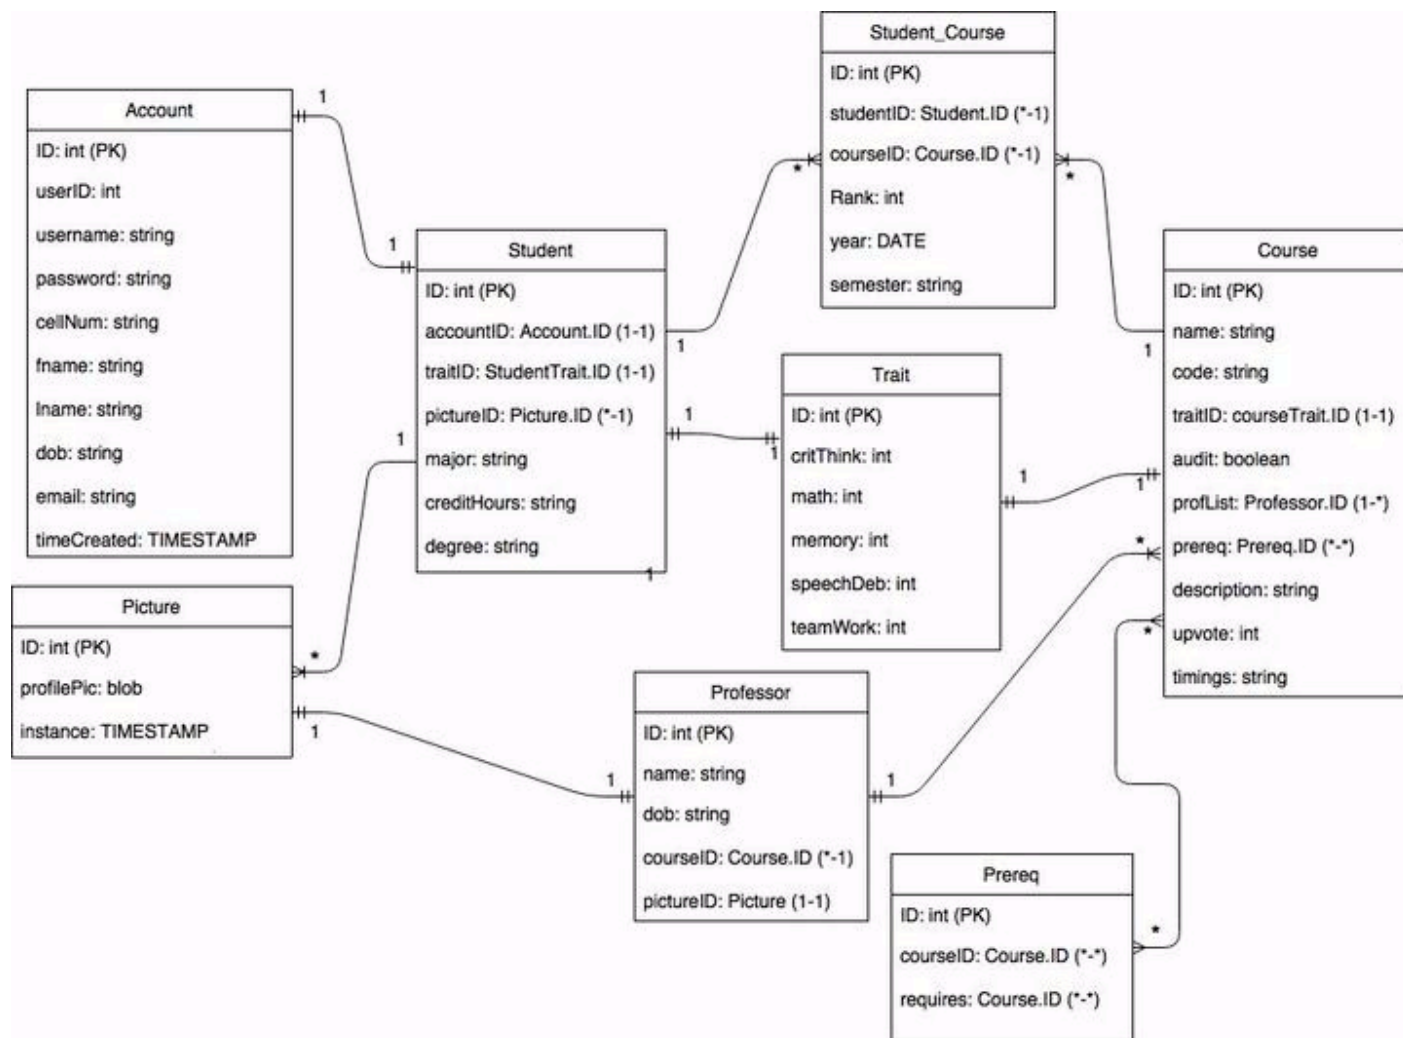 Student_Course
ID: int (PK)
studentID: Student.ID (*-1)
courseID: Course.ID (*-1)
Rank: int
year: DATE
semester: string
*
*
Account
ID: int (PK)
userID: int
username: string
password: string
cellNum: string
fname: string
lname: string
dob: string
email: string
timeCreated: TIMESTAMP
1
1
Student
ID: int (PK)
accountID: Account.ID (1-1)
traitID: StudentTrait.ID (1-1)
pictureID: Picture.ID (*-1)
major: string
creditHours: string
degree: string
1
1
1
1
1
Trait
ID: int (PK)
critThink: int
math: int
memory: int
speechDeb: int
teamWork: int
1
1
Course
ID: int (PK)
name: string
code: string
traitID: courseTrait.ID (1-1)
audit: boolean
profList: Professor.ID (1-*)
prereq: Prereq.ID (*-*)
description: string
upvote: int
timings: string
1
*
*
Picture
ID: int (PK)
profilePic: blob
instance: TIMESTAMP
*
1
Professor
ID: int (PK)
name: string
dob: string
courseID: Course.ID (*-1)
pictureID: Picture (1-1)
1
1
Prereq
ID: int (PK)
courseID: Course.ID (*-*)
requires: Course.ID (*-*)
*